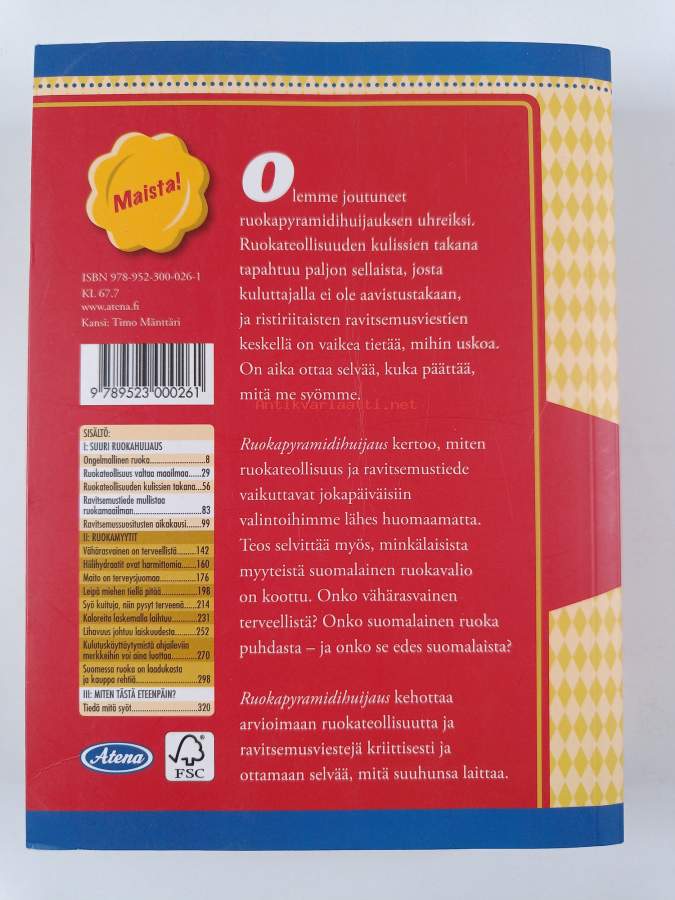 Maista!
ISBN 978-952-300-026-1
KL 67.7
www.atena.fi
Kansi: Timo Mänttäri
9 789523 000261
SISÄLTÖ:
I: SUURI RUOKAHUIJAUS
Ongelmallinen ruoka.....8
Ruokateollisuus valtaa maailmaa.....29
Ruokateollisuuden kulissien takana...56
Ravitsemustiede mullistaa
ruokamaailman.....83
Ravitsemussuositusten aikakausi.....99
II: RUOKAMYYTIT
Vähärasvainen on terveellistä.....142
Hiilihydraatit ovat harmittomia.....160
Maito on terveysjuomaa.....176
Leipä miehen tiellä pitää.....198
Syö kuituja, niin pysyt terveenä.....214
Kaloreita laskemalla laihtuu.....231
Lihavuus johtuu laiskuudesta.....252
Kulutuskäyttäytymistä ohjaileviin
merkkeihin voi aina luottaa.....270
Suomessa ruoka on laadukasta
ja kauppa rehtiä.....298
III: MITEN TÄSTÄ ETEENPÄIN?
Tiedä mitä syöt.....320
Atena
FSC
Olemme joutuneet
ruokapyramidihuijauksen uhreiksi.
Ruokateollisuuden kulissien takana
tapahtuu paljon sellaista, josta
kuluttajalla ei ole aavistustakaan,
ja ristiriitaisten ravitsemusviestien
keskellä on vaikea tietää, mihin uskoa.
On aika ottaa selvää, kuka päättää,
mitä me syömme.
Antikvariaatti.net
Ruokapyramidihuijaus kertoo, miten
ruokateollisuus ja ravitsemustiede
vaikuttavat jokapäiväisiin
valintoihimme lähes huomaamatta.
Teos selvittää myös, minkälaisista
myyteistä suomalainen ruokavalio
on koottu. Onko vähärasvainen
terveellistä? Onko suomalainen ruoka
puhdasta – ja onko se edes suomalaista?
Ruokapyramidihuijaus kehottaa
arvioimaan ruokateollisuutta ja
ravitsemusviestejä kriittisesti ja
ottamaan selvää, mitä suuhunsa laittaa.